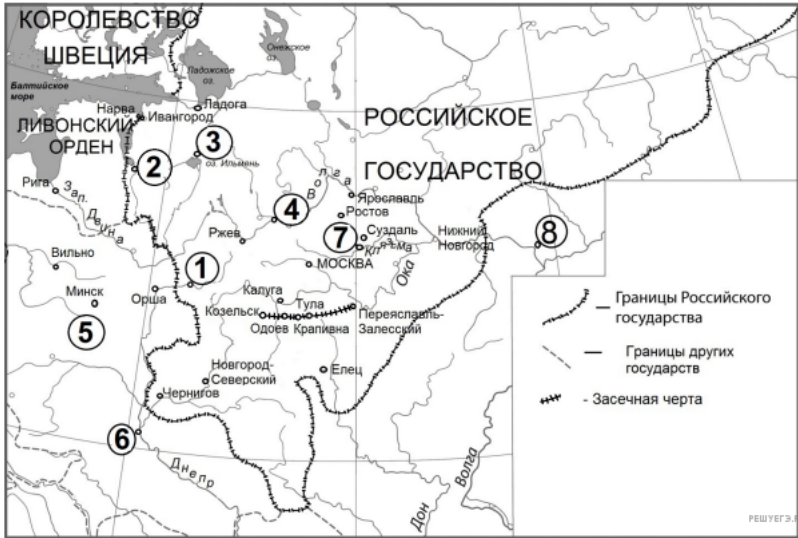 КОРОЛЕВСТВО
ШВЕЦИЯ
Онежское
оз.
Ладожское
оз.
Балтийское
море
Нарва
Ивангород
Ладога
ЛИВОНСКИЙ
ОРДЕН
3
РОССИЙСКОЕ
2
оз. Ильмень
ГОСУДАРСТВО
Рига
Зап. Двина
Волга
Ярославль
4
Ростов
Ржев
7
Суздаль
Клязьма
Нижний
Новгород
8
Вильно
1
МОСКВА
Ока
Минск
Орша
Калуга
Тула
Козельск
Переяславль-
Залесский
Одоев
Крапивна
5
Новгород-
Северский
Елец
Чернигов
6
Днепр
Дон
Волга
Границы Российского
государства
Границы других
государств
- Засечная черта